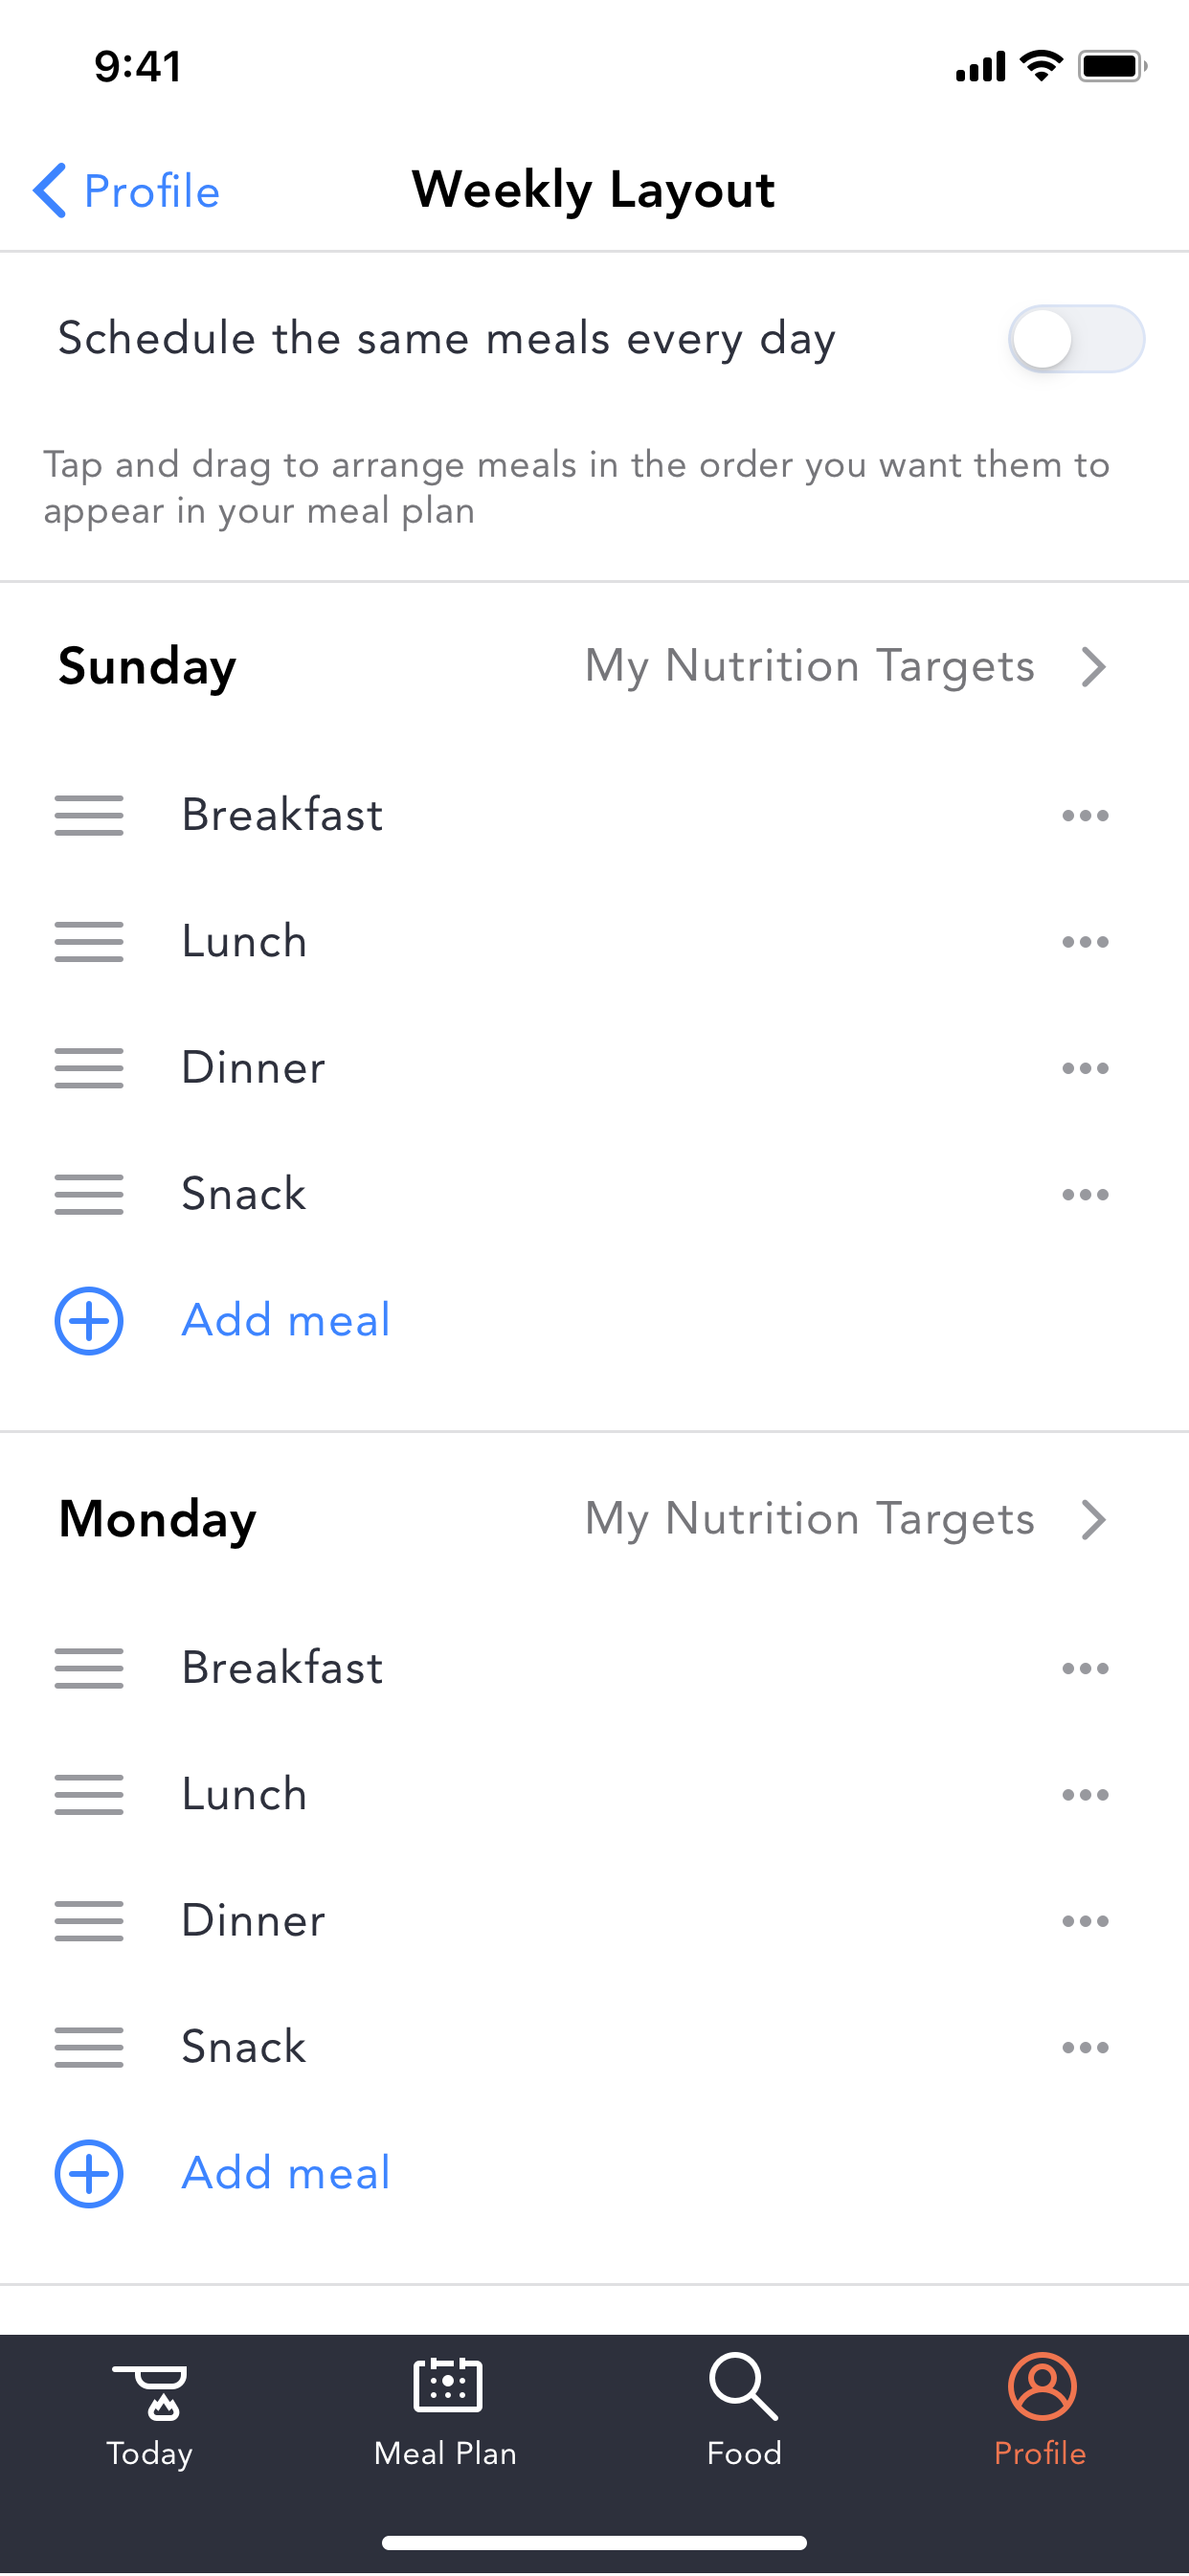 9:41
Profile
Weekly Layout
Schedule the same meals every day
Tap and drag to arrange meals in the order you want them to
appear in your meal plan
Sunday
My Nutrition Targets
Breakfast
Lunch
Dinner
Snack
Add meal
Monday
My Nutrition Targets
Breakfast
Lunch
Dinner
Snack
Add meal
Today
Meal Plan
Food
Profile